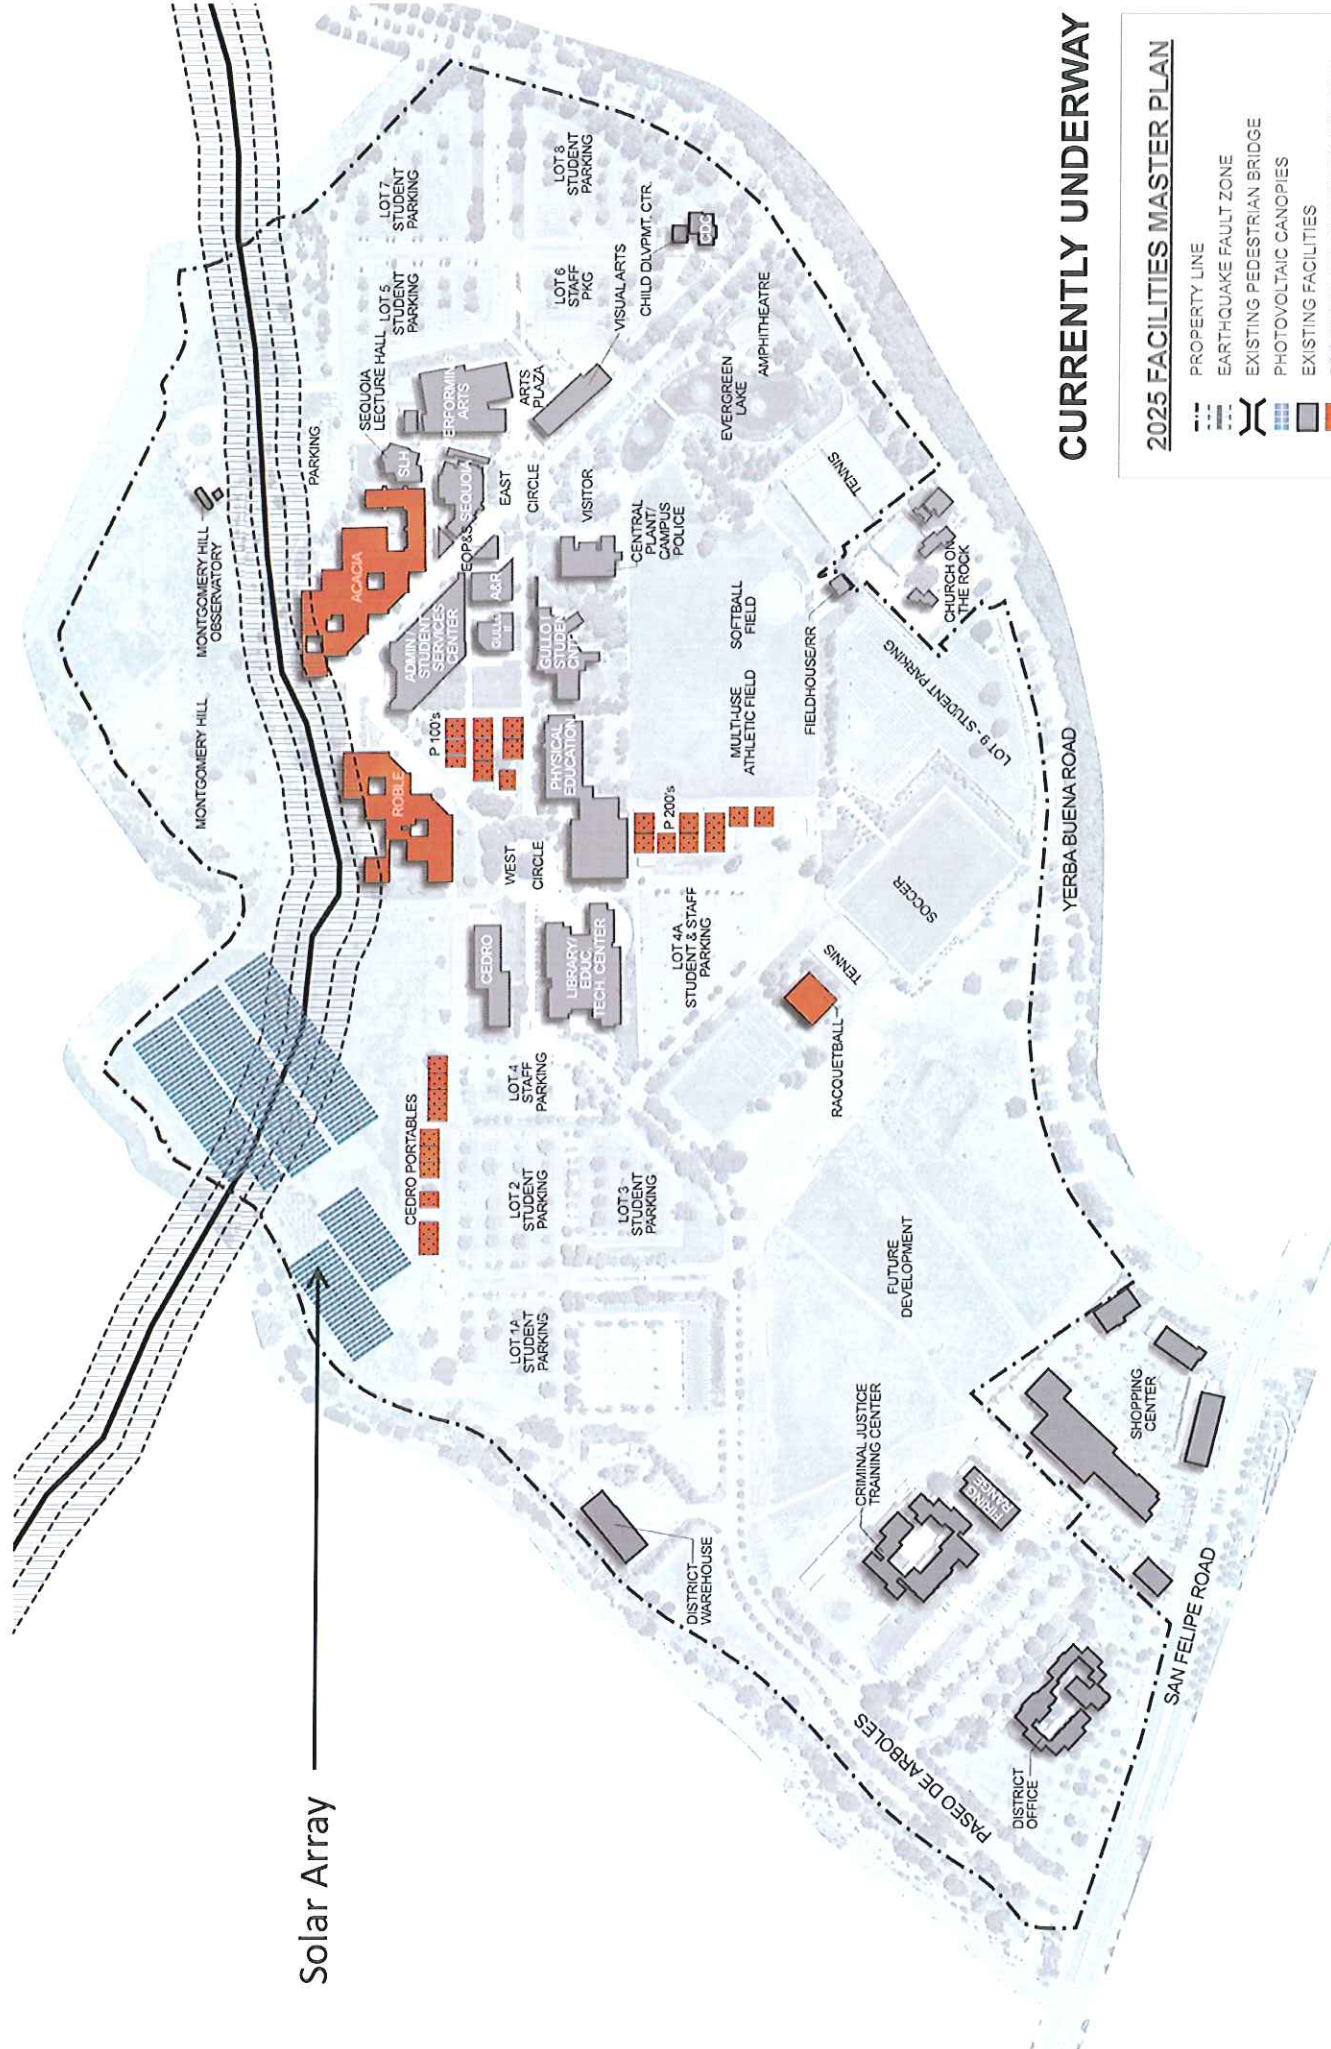 Solar Array
MONTGOMERY HILL
MONTGOMERY HILL
OBSERVATORY
PARKING
SEQUOIA
LECTURE HALL
LOT 5
STUDENT
PARKING
LOT 7
STUDENT
PARKING
LOT 8
STUDENT
PARKING
LOT 6
STAFF
PKG
ACACIA
SLH
ROBLE
P 100's
ADMIN/
STUDENT
SERVICES
CENTER
EOP&S
SEQUOIA
A&R
GULLO
II
EAST
CIRCLE
ARTS
PLAZA
VISUAL ARTS
CHILD DLVPMT. CTR.
CDC
AMPHITHEATRE
EVERGREEN
LAKE
VISITOR
CENTRAL
PLANT/
CAMPUS
POLICE
PHYSICAL
EDUCATION
WEST
CIRCLE
CEDRO
LIBRARY/
EDUC
TECH CENTER
CEDRO PORTABLES
LOT 4
STAFF
PARKING
LOT 2
STUDENT
PARKING
LOT 3
STUDENT
PARKING
LOT 1A
STUDENT
PARKING
LOT 4A
STUDENT & STAFF
PARKING
P 200's
MULTI-USE
ATHLETIC FIELD
SOFTBALL
FIELD
TENNIS
FIELDHOUSE/RR
CHURCH ON
THE ROCK
LOT 9 - STUDENT PARKING
SOCCER
TENNIS
RACQUETBALL
YERBA BUENA ROAD
FUTURE
DEVELOPMENT
CRIMINAL JUSTICE
TRAINING CENTER
FIRING
RANGE
SHOPPING
CENTER
DISTRICT
WAREHOUSE
DISTRICT
OFFICE
PASEO DE ARBOLES
SAN FELIPE ROAD
CURRENTLY UNDERWAY
2025 FACILITIES MASTER PLAN
PROPERTY LINE
EARTHQUAKE FAULT ZONE
EXISTING PEDESTRIAN BRIDGE
PHOTOVOLTAIC CANOPIES
EXISTING FACILITIES